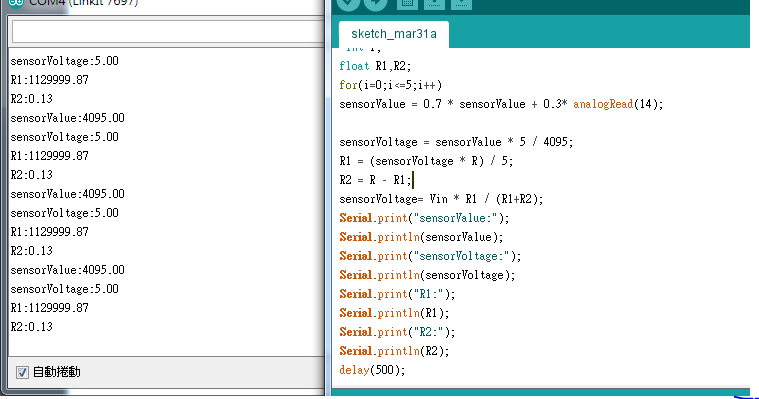 COM4 (LinkIt 7697)
sensorVoltage:5.00
R1:1129999.87
R2:0.13
sensorValue:4095.00
sensorVoltage:5.00
R1:1129999.87
R2:0.13
sensorValue:4095.00
sensorVoltage:5.00
R1:1129999.87
R2:0.13
sensorValue:4095.00
sensorVoltage:5.00
R1:1129999.87
R2:0.13
自動捲動
sketch_mar31a
float R1,R2;
for(i=0;i<=5;i++)
sensorValue = 0.7 * sensorValue + 0.3* analogRead(14);
sensorVoltage = sensorValue * 5 / 4095;
R1 = (sensorVoltage * R) / 5;
R2 = R - R1;
sensorVoltage= Vin * R1 / (R1+R2);
Serial.print("sensorValue:");
Serial.println(sensorValue);
Serial.print("sensorVoltage:");
Serial.println(sensorVoltage);
Serial.print("R1:");
Serial.println(R1);
Serial.print("R2:");
Serial.println(R2);
delay(500);